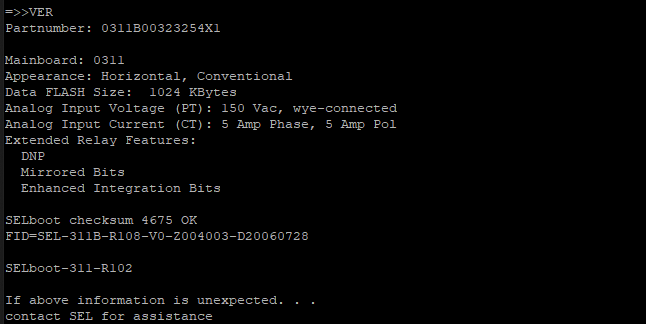 =>>VER
Partnumber: 0311B00323254X1
Mainboard: 0311
Appearance: Horizontal, Conventional
Data FLASH Size:  1024 KBytes
Analog Input Voltage (PT): 150 Vac, wye-connected
Analog Input Current (CT): 5 Amp Phase, 5 Amp Pol
Extended Relay Features:
  DNP
  Mirrored Bits
  Enhanced Integration Bits
SELboot checksum 4675 OK
FID=SEL-311B-R108-V0-Z004003-D20060728
SELboot-311-R102
If above information is unexpected. . .
contact SEL for assistance